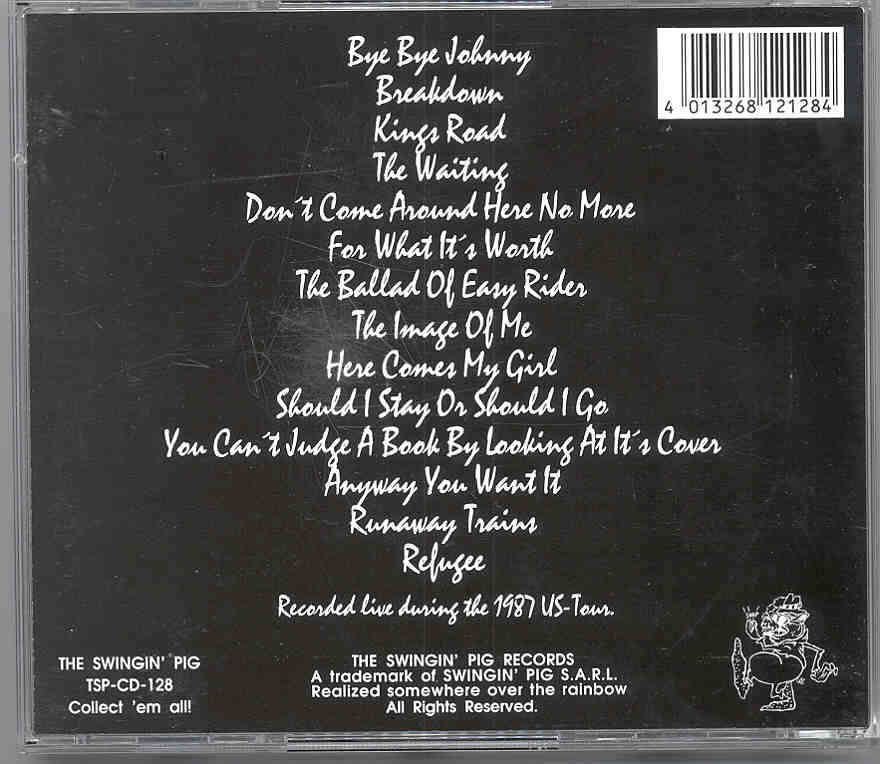 Bye Bye Johnny
4 013268 121284
Breakdown
Kings Road
The Waiting
Don´t Come Around Here No More
For What It´s Worth
The Ballad Of Easy Rider
The Image Of Me
Here Comes My Girl
Should I Stay Or Should I Go
You Can´t Judge A Book By Looking At It´s Cover
Anyway You Want It
Runaway Trains
Refugee
Recorded live during the 1987 US-Tour.
THE SWINGIN' PIG
TSP-CD-128
Collect 'em all!
THE SWINGIN' PIG RECORDS
A trademark of SWINGIN' PIG S.A.R.L.
Realized somewhere over the rainbow
All Rights Reserved.